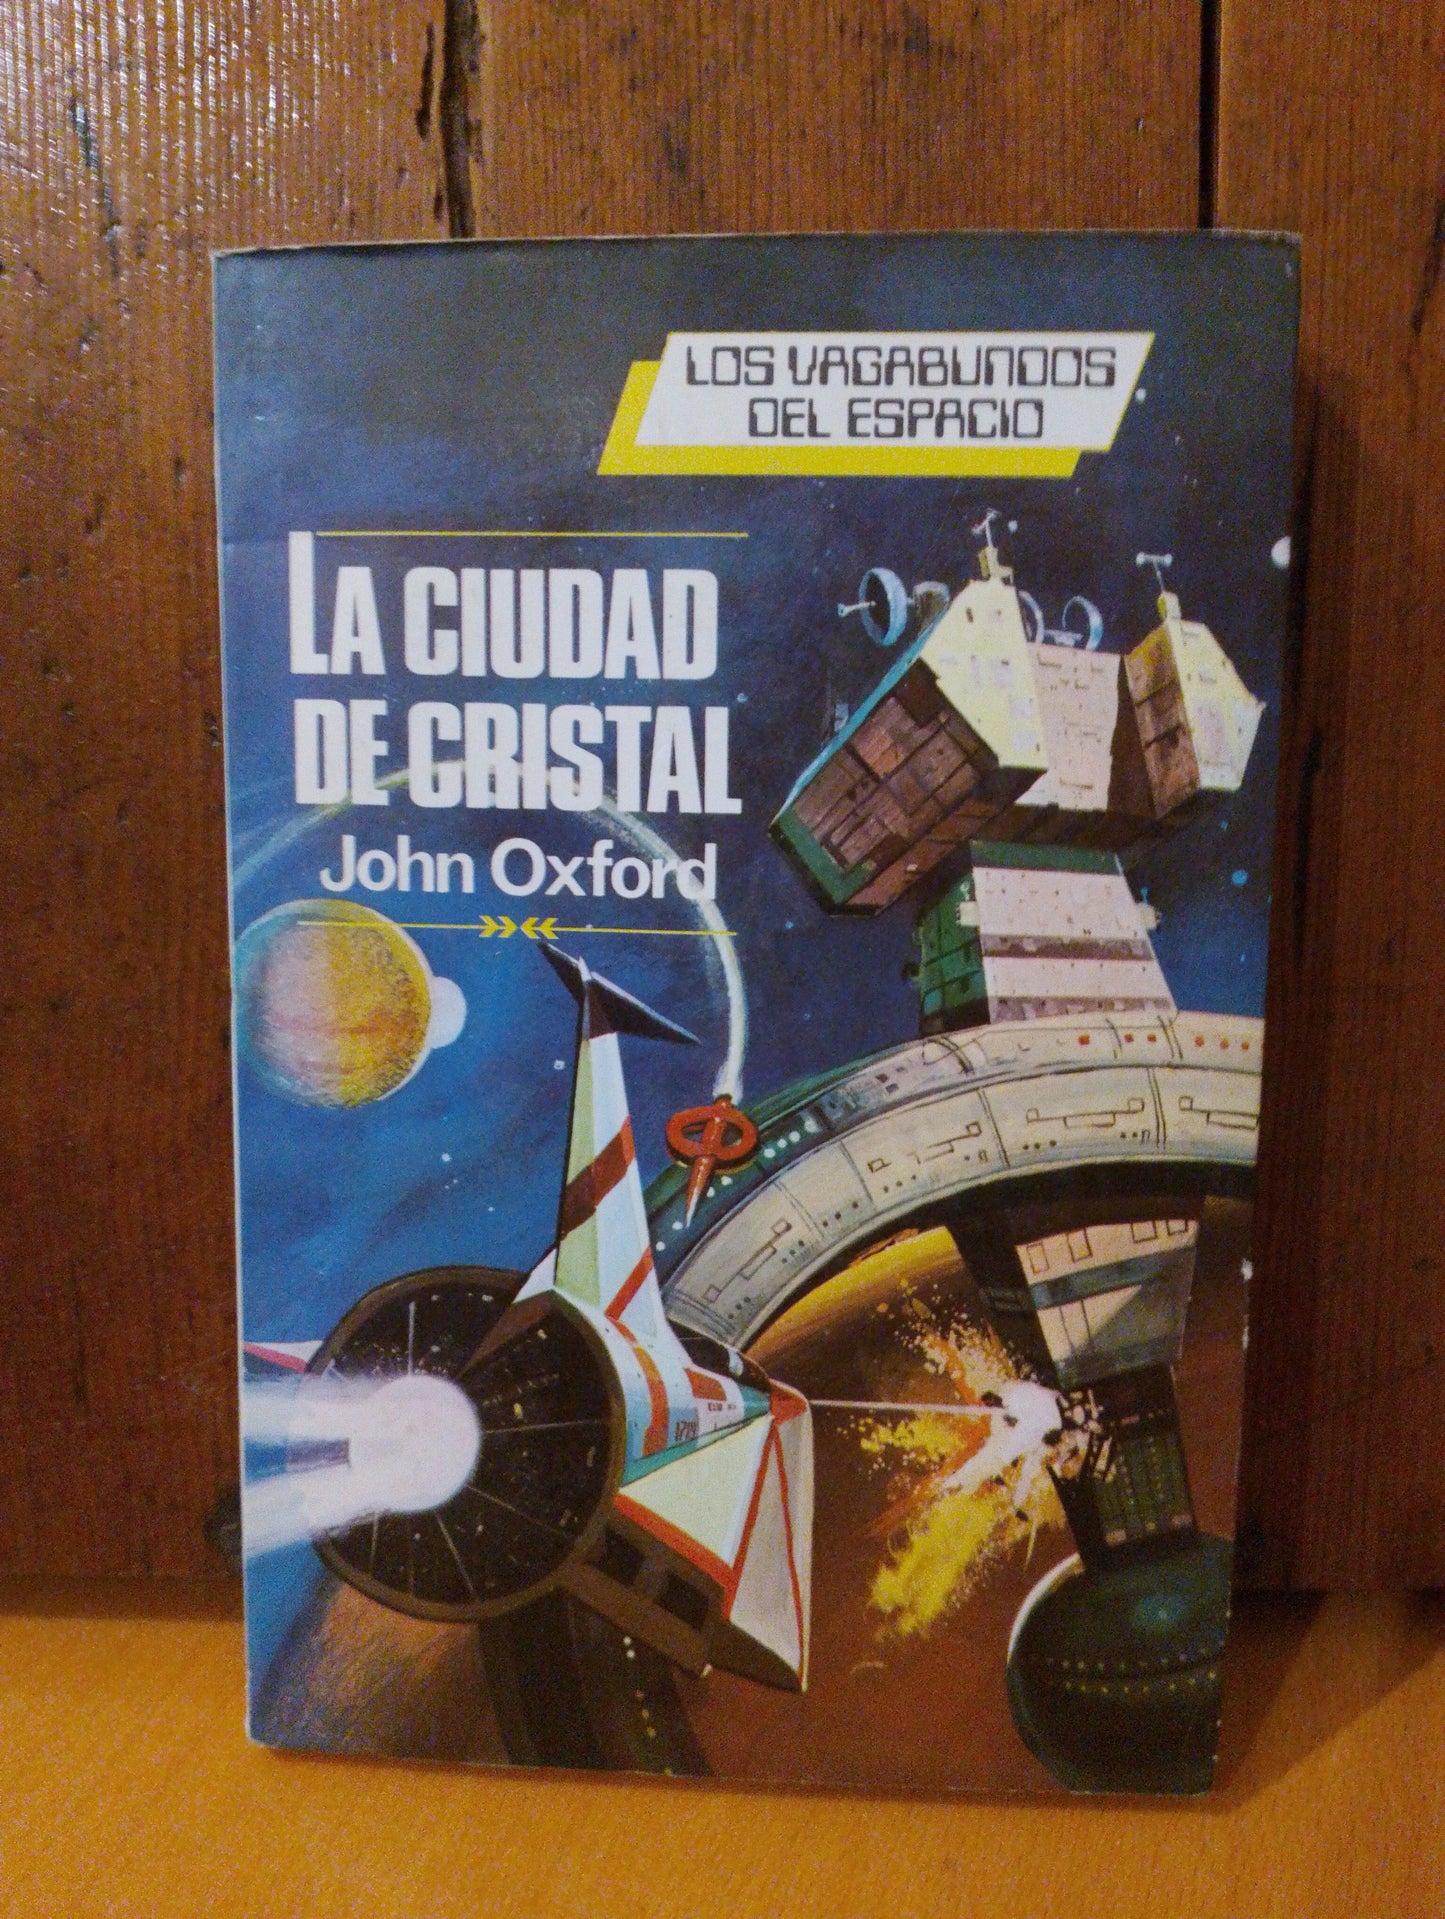 LOS VAGABUNDOS
DEL ESPACIO
LA CIUDAD
DE CRISTAL
John Oxford